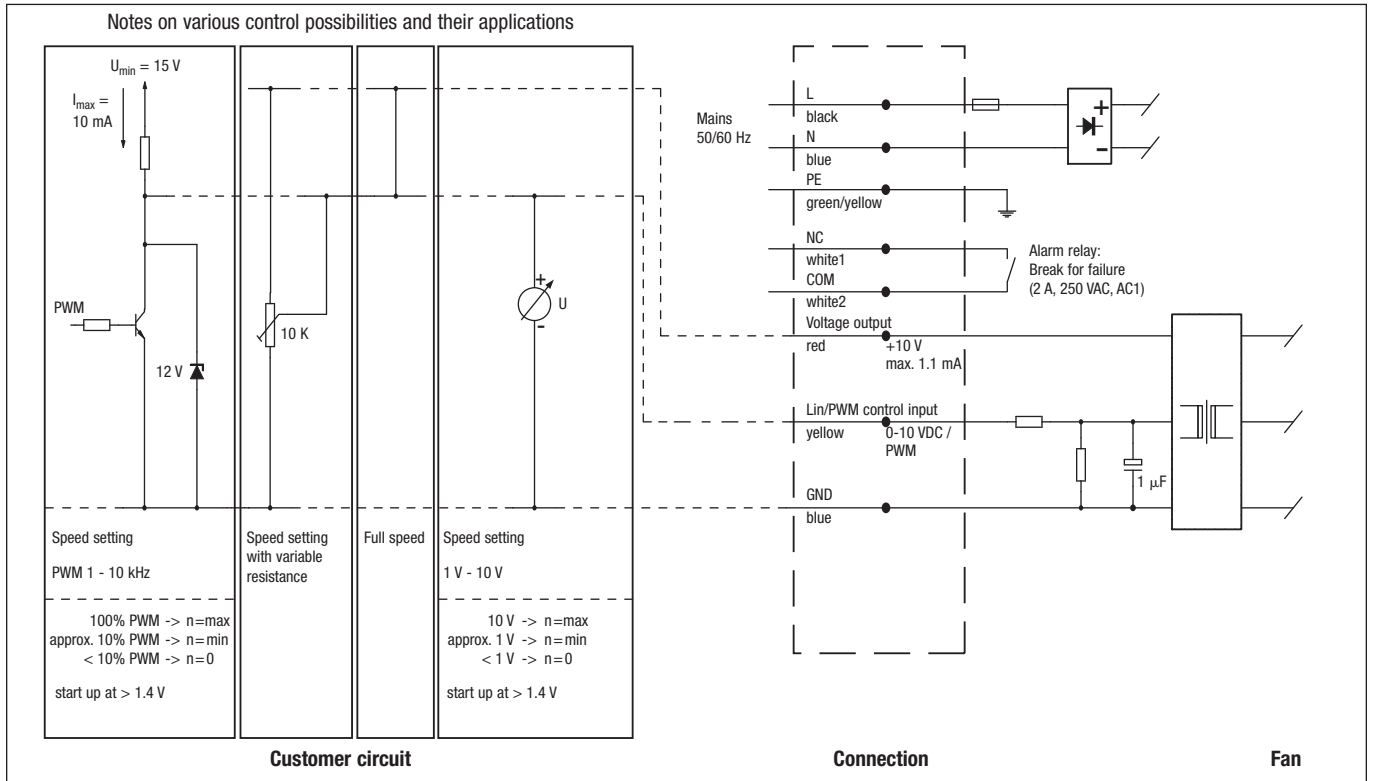 Notes on various control possibilities and their applications
Umin = 15 V
Imax =
10 mA
PWM
12 V
10 K
+
U
-
Speed setting
PWM 1 - 10 kHz
100% PWM -> n=max
approx. 10% PWM -> n=min
< 10% PWM -> n=0
start up at > 1.4 V
Speed setting
with variable
resistance
Full speed
Speed setting
1 V - 10 V
10 V -> n=max
approx. 1 V -> n=min
< 1 V -> n=0
start up at > 1.4 V
Customer circuit
Mains
50/60 Hz
L
black
N
blue
PE
green/yellow
NC
white1
COM
white2
Voltage output
red
+10 V
max. 1.1 mA
Lin/PWM control input
yellow
0-10 VDC /
PWM
GND
blue
Connection
+
-
Alarm relay:
Break for failure
(2 A, 250 VAC, AC1)
1 µF
Fan